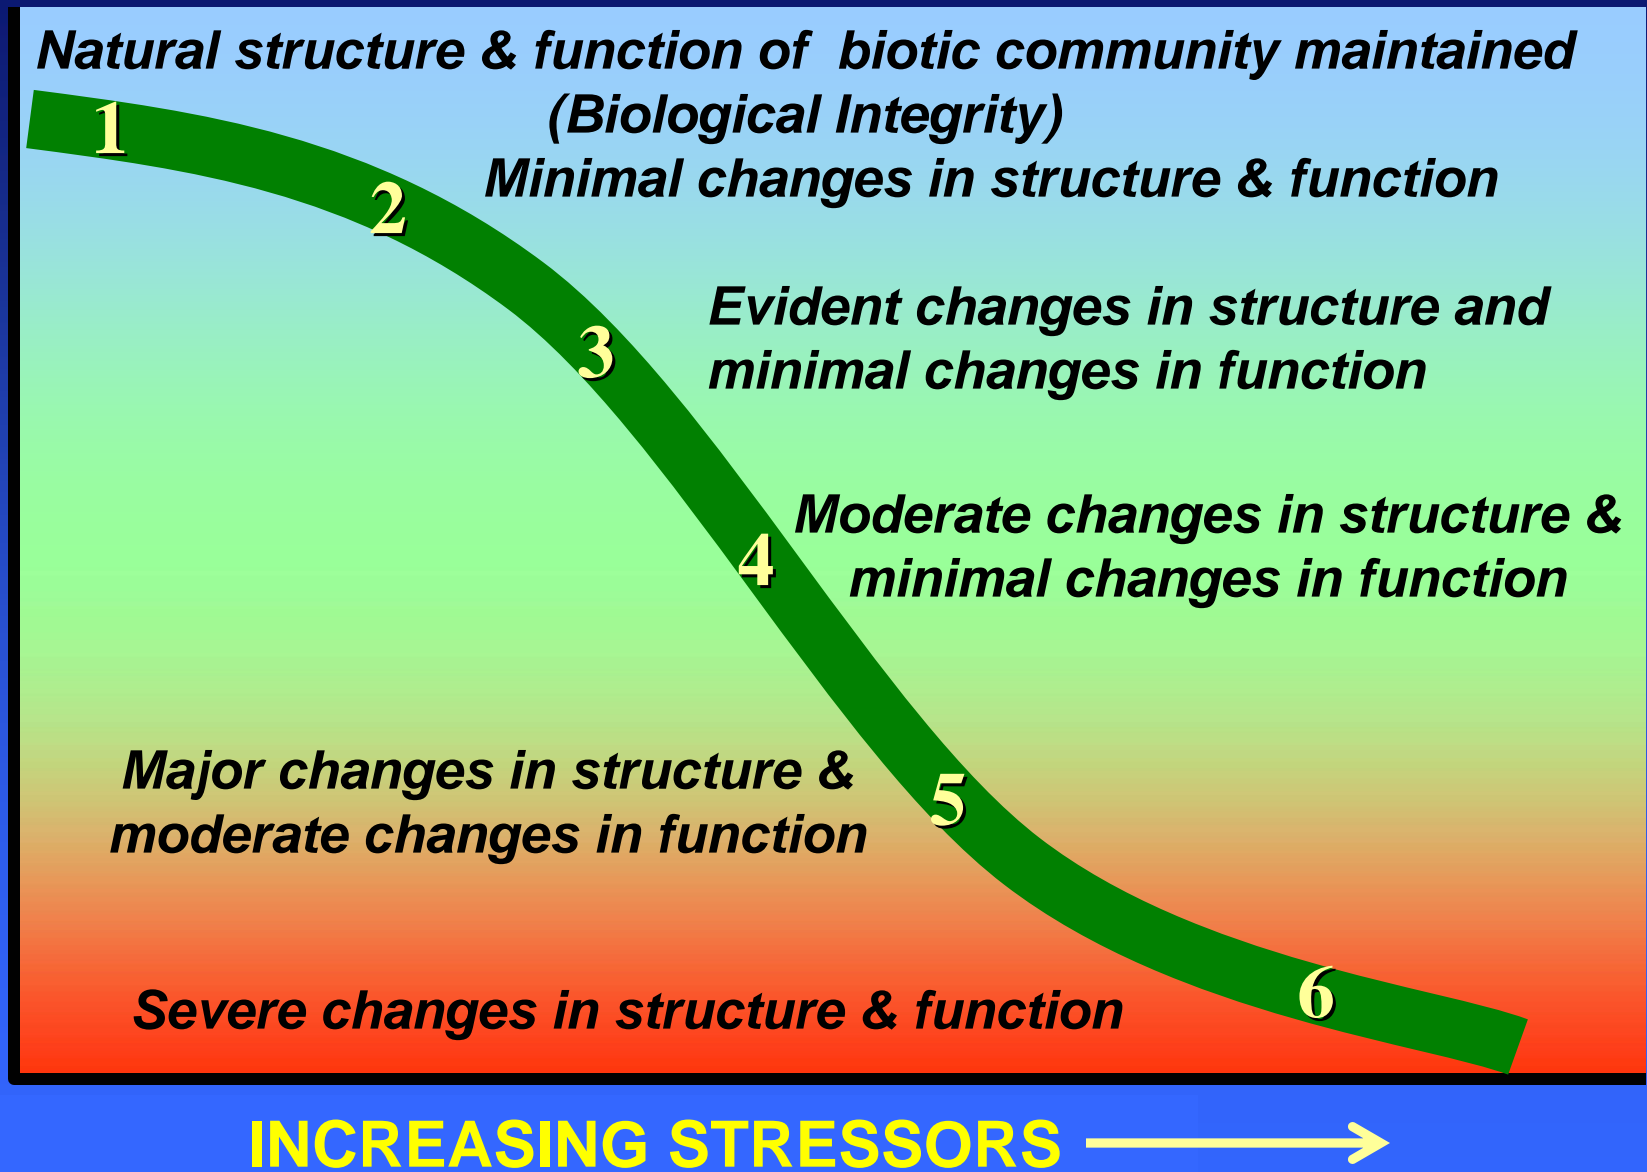 Natural structure & function of biotic community maintained
(Biological Integrity)
1
Minimal changes in structure & function
2
Evident changes in structure and
minimal changes in function
3
Moderate changes in structure &
minimal changes in function
4
Major changes in structure &
moderate changes in function
5
Severe changes in structure & function
6
INCREASING STRESSORS